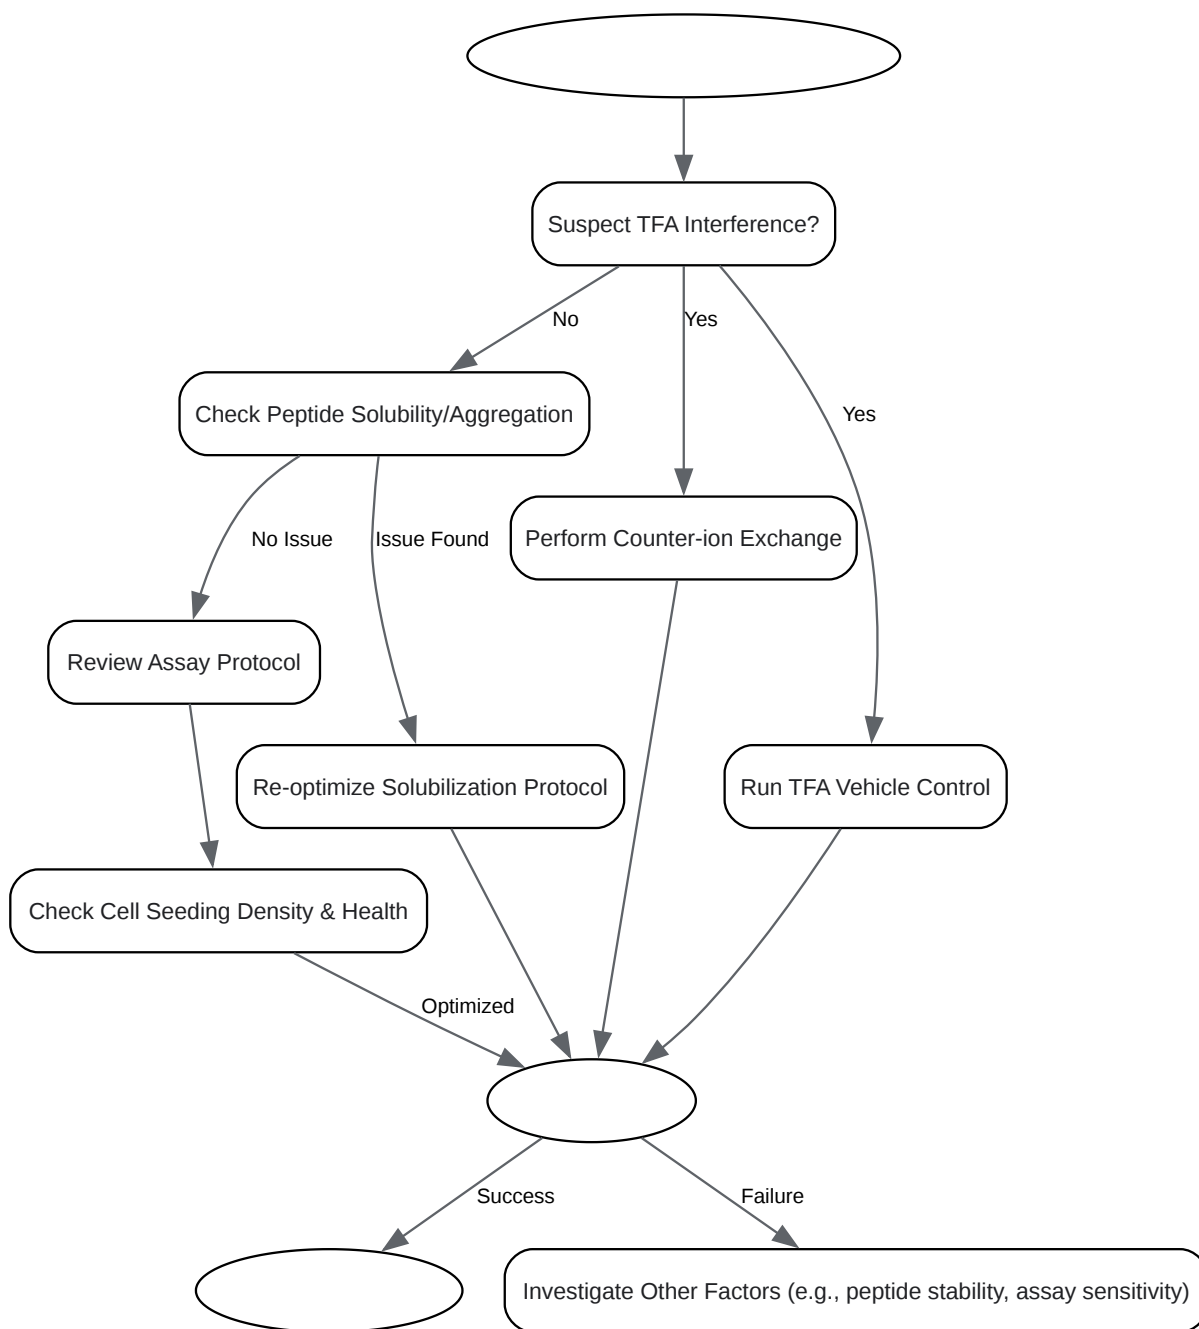 Suspect TFA Interference?
No
Yes
Yes
Check Peptide Solubility/Aggregation
No Issue
Issue Found
Perform Counter-ion Exchange
Review Assay Protocol
Re-optimize Solubilization Protocol
Run TFA Vehicle Control
Check Cell Seeding Density & Health
Optimized
Success
Failure
Investigate Other Factors (e.g., peptide stability, assay sensitivity)